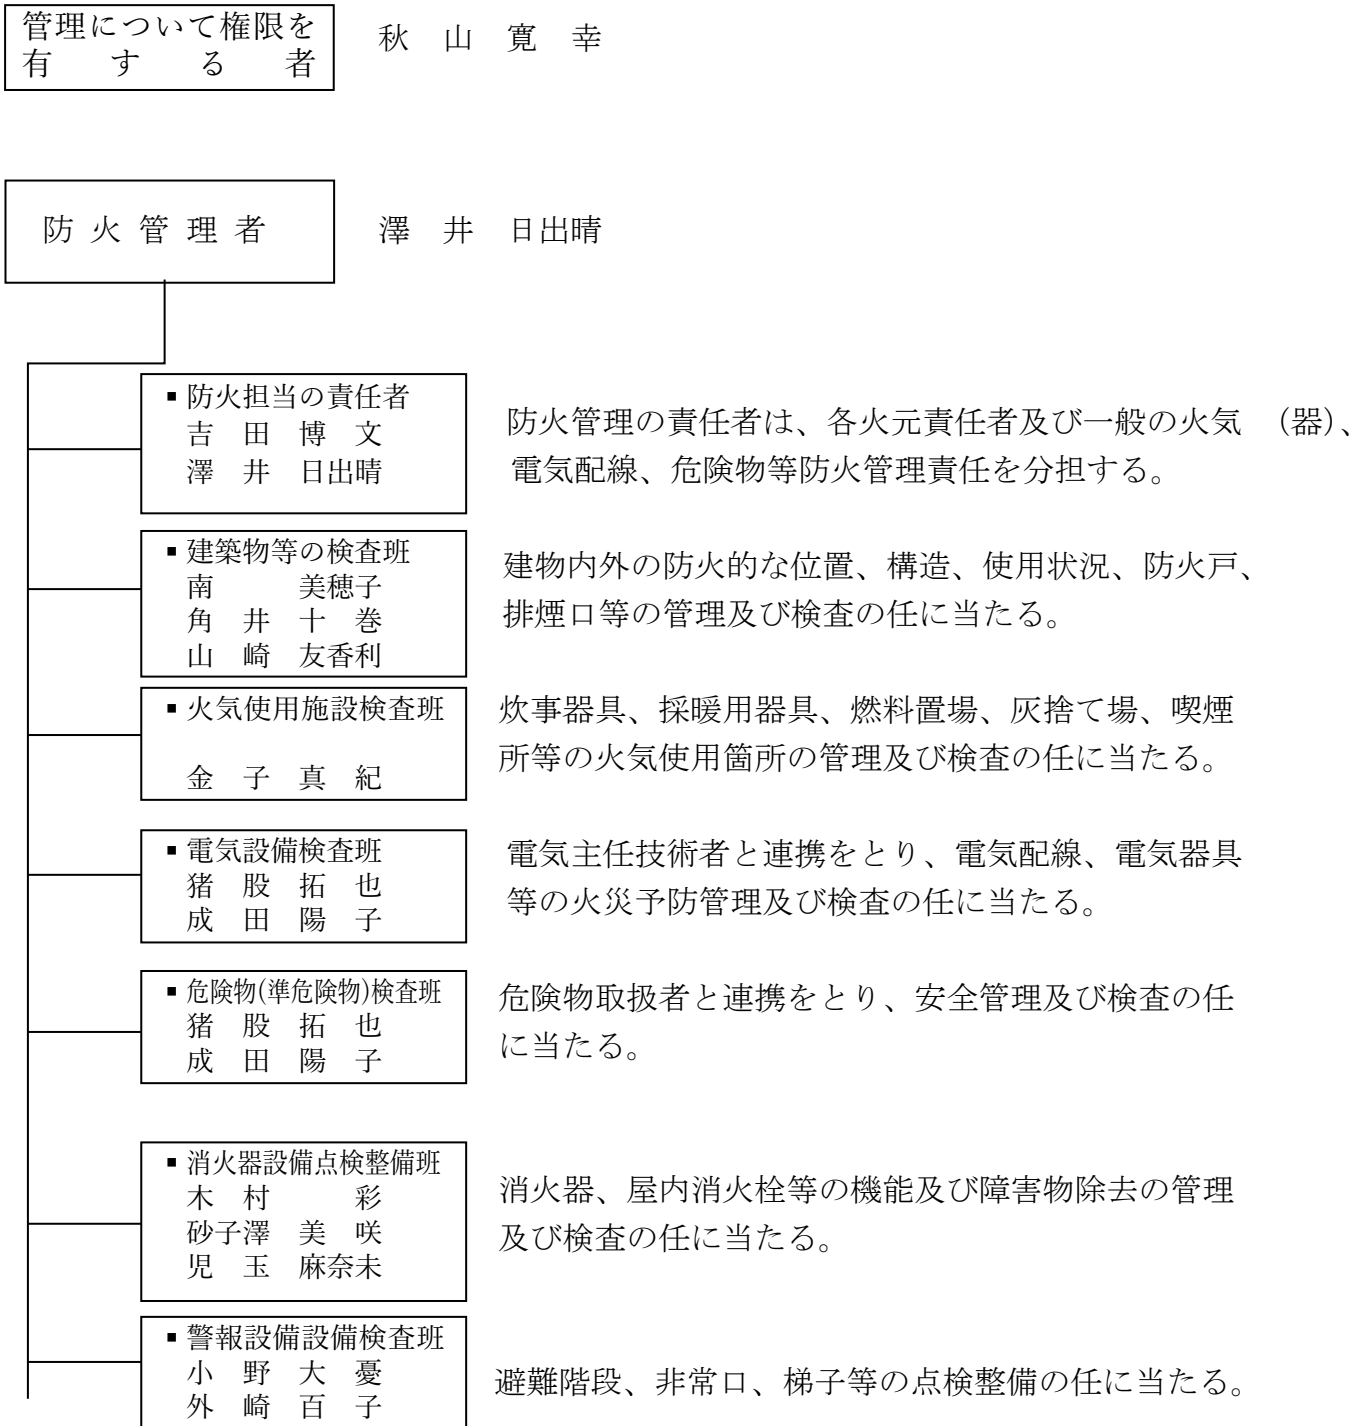 管理について権限を
有　す　る　者
秋　山　寛　幸
防 火 管 理 者
澤　井　日出晴
▪防火担当の責任者
吉　田　博　文
澤　井　日出晴
防火管理の責任者は、各火元責任者及び一般の火気　（器）、
電気配線、危険物等防火管理責任を分担する。
▪建築物等の検査班
南　　　美穂子
角　井　十　巻
山　崎　友香利
建物内外の防火的な位置、構造、使用状況、防火戸、
排煙口等の管理及び検査の任に当たる。
▪火気使用施設検査班
金　子　真　紀
炊事器具、採暖用器具、燃料置場、灰捨て場、喫煙
所等の火気使用箇所の管理及び検査の任に当たる。
▪電気設備検査班
猪　股　拓　也
成　田　陽　子
電気主任技術者と連携をとり、電気配線、電気器具
等の火災予防管理及び検査の任に当たる。
▪危険物(準危険物)検査班
猪　股　拓　也
成　田　陽　子
危険物取扱者と連携をとり、安全管理及び検査の任
に当たる。
▪消火器設備点検整備班
木　村　　　彩
砂子澤　美　咲
児　玉　麻奈未
消火器、屋内消火栓等の機能及び障害物除去の管理
及び検査の任に当たる。
▪警報設備設備検査班
小　野　大　憂
外　崎　百　子
避難階段、非常口、梯子等の点検整備の任に当たる。